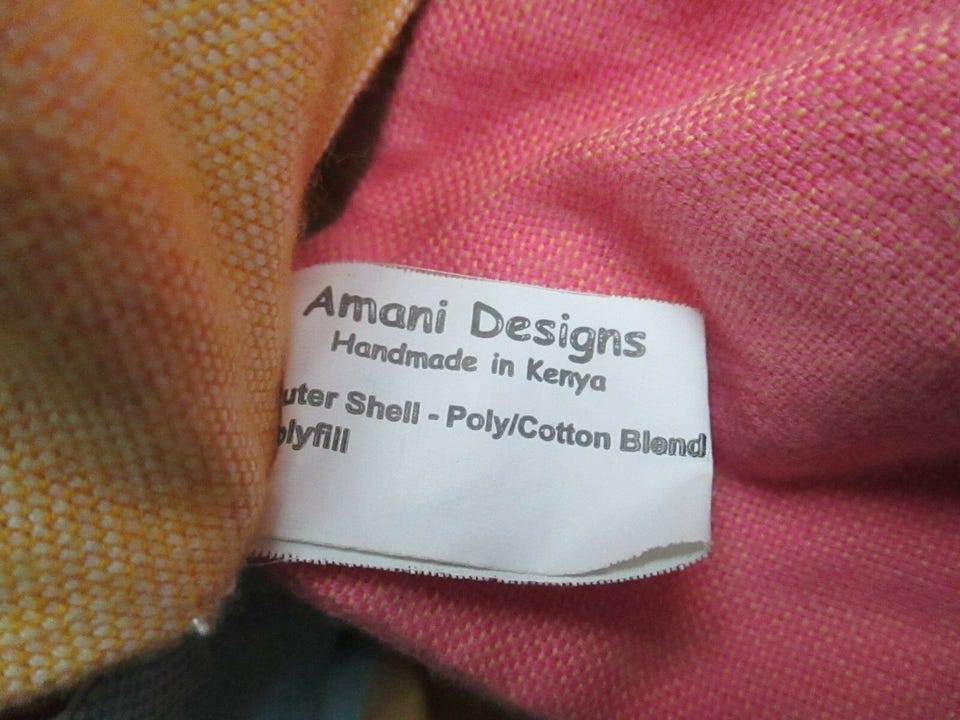 Amani Designs
Handmade in Kenya
uter Shell - Poly/Cotton Blend
olyfill